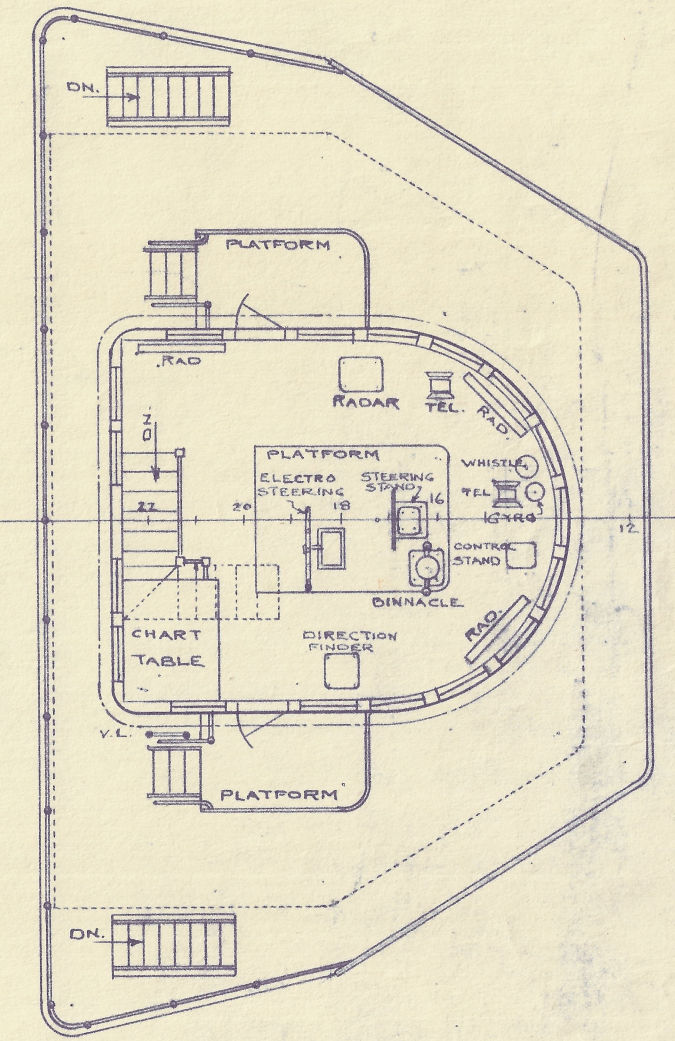 DN.
PLATFORM
RAD
RADAR
TEL.
RAD.
DN
PLATFORM
ELECTRO
STEERING
STEERING
STAND
WHISTLE
TEL
GYRO
22
20
18
16
12
CONTROL
STAND
BINNACLE
RAD.
CHART
TABLE
DIRECTION
FINDER
V.L.
PLATFORM
DN.